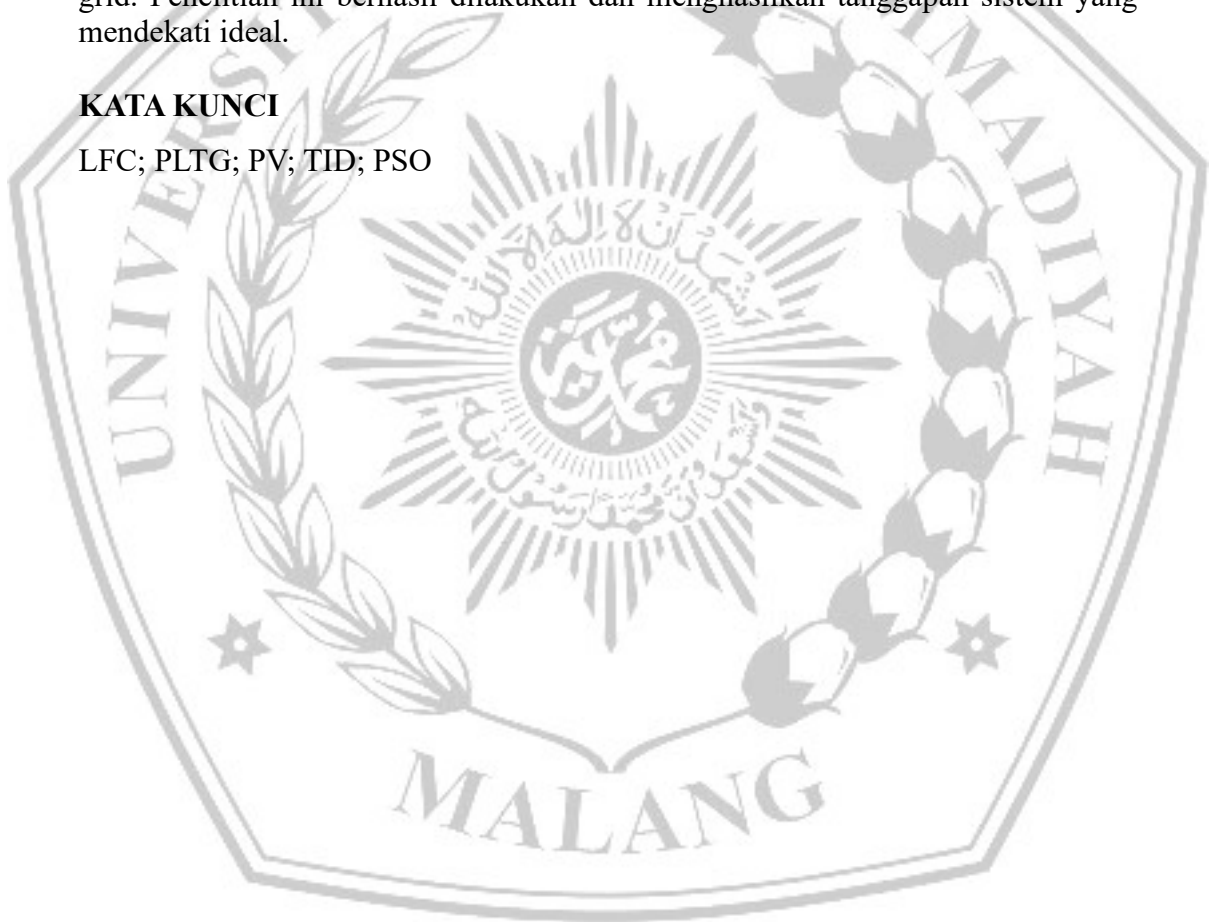 grid. Penelitian ini berhasil dilakukan dan menghasilkan tanggapan sistem yang
mendekati ideal.
KATA KUNCI
LFC; PLTG; PV; TID; PSO
MALANG